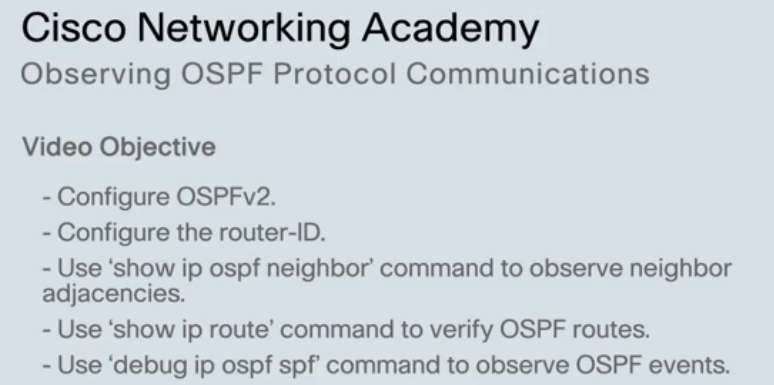 Cisco Networking Academy
Observing OSPF Protocol Communications
Video Objective
- Configure OSPFv2.
- Configure the router-ID.
- Use ‘show ip ospf neighbor’ command to observe neighbor
adjacencies.
- Use ‘show ip route’ command to verify OSPF routes.
- Use ‘debug ip ospf spf’ command to observe OSPF events.